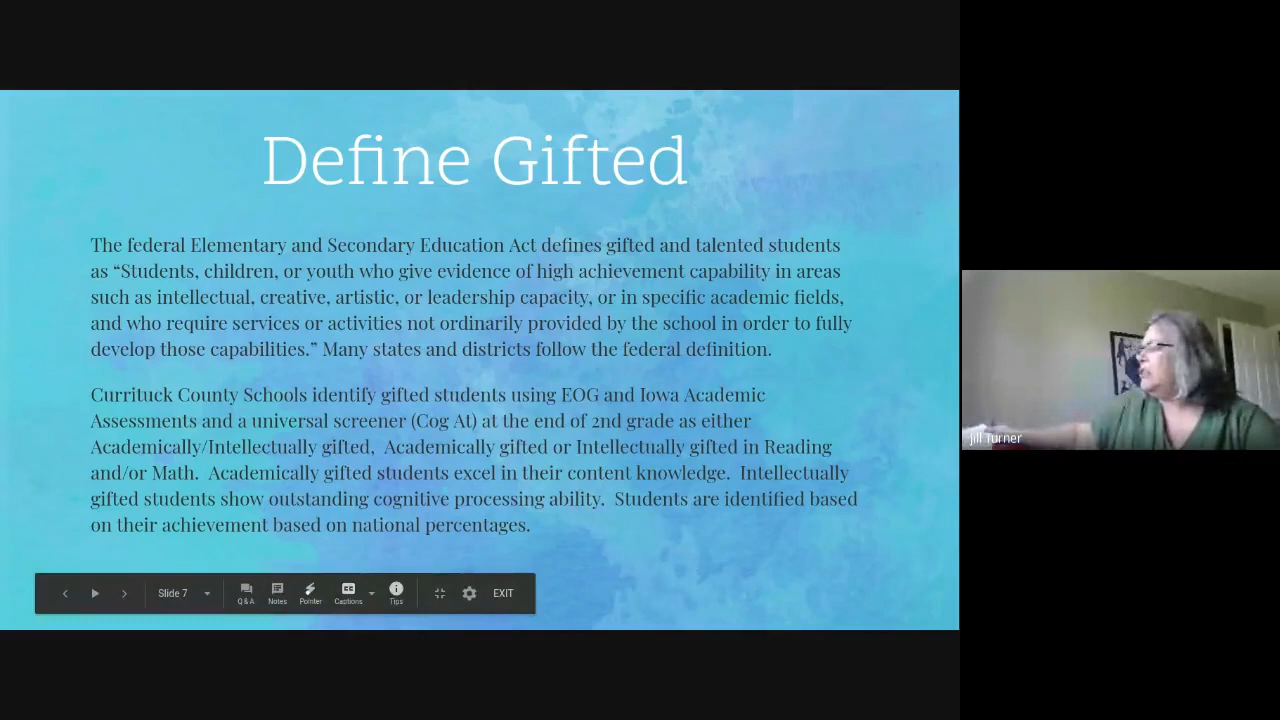 Define Gifted
The federal Elementary and Secondary Education Act defines gifted and talented students
as “Students, children, or youth who give evidence of high achievement capability in areas
such as intellectual, creative, artistic, or leadership capacity, or in specific academic fields,
and who require services or activities not ordinarily provided by the school in order to fully
develop those capabilities.” Many states and districts follow the federal definition.
Currituck County Schools identify gifted students using EOG and Iowa Academic
Assessments and a universal screener (Cog At) at the end of 2nd grade as either
Academically/Intellectually gifted,  Academically gifted or Intellectually gifted in Reading
and/or Math.  Academically gifted students excel in their content knowledge.  Intellectually
gifted students show outstanding cognitive processing ability.  Students are identified based
on their achievement based on national percentages.
Slide 7
Q & A
Notes
Pointer
CC
Captions
Tips
EXIT
Jill Turner